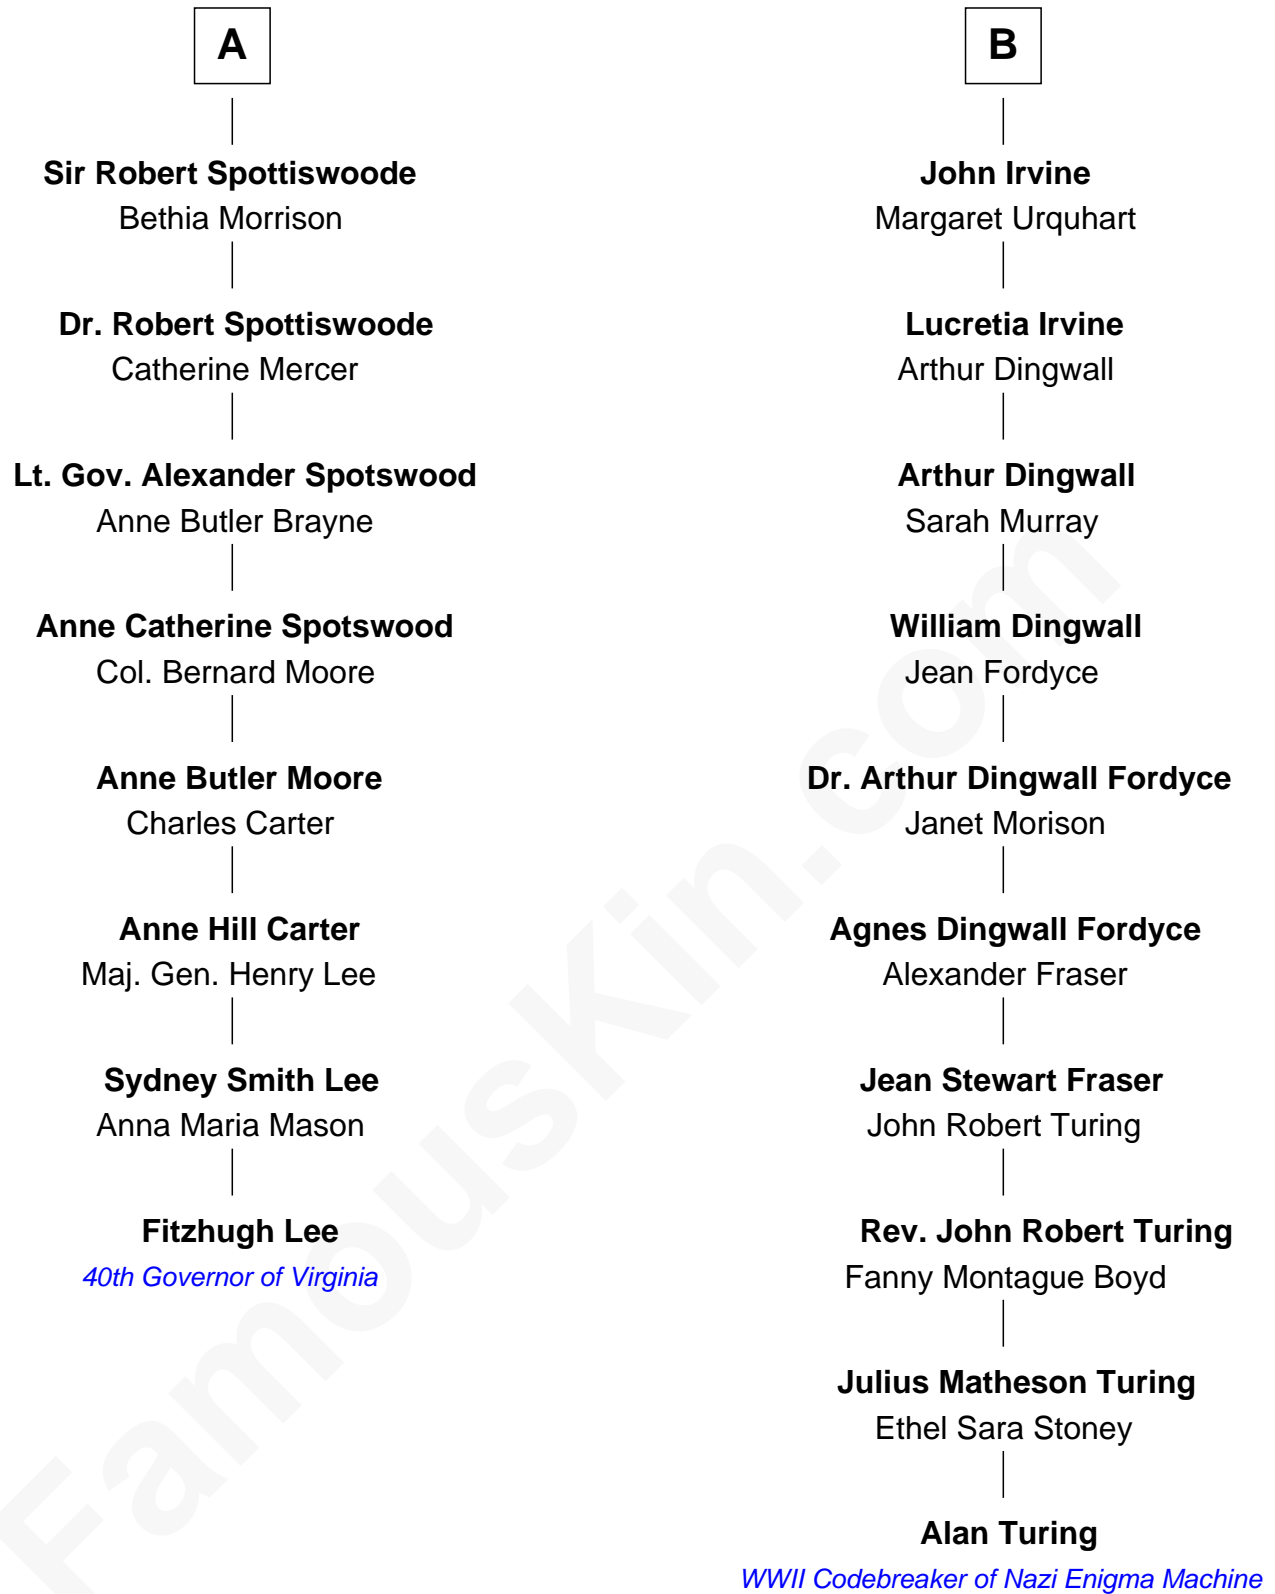 A
Sir Robert Spottiswoode
Bethia Morrison
Dr. Robert Spottiswoode
Catherine Mercer
Lt. Gov. Alexander Spotswood
Anne Butler Brayne
Anne Catherine Spotswood
Col. Bernard Moore
Anne Butler Moore
Charles Carter
Anne Hill Carter
Maj. Gen. Henry Lee
Sydney Smith Lee
Anna Maria Mason
Fitzhugh Lee
40th Governor of Virginia
B
John Irvine
Margaret Urquhart
Lucretia Irvine
Arthur Dingwall
Arthur Dingwall
Sarah Murray
William Dingwall
Jean Fordyce
Dr. Arthur Dingwall Fordyce
Janet Morison
Agnes Dingwall Fordyce
Alexander Fraser
Jean Stewart Fraser
John Robert Turing
Rev. John Robert Turing
Fanny Montague Boyd
Julius Matheson Turing
Ethel Sara Stoney
Alan Turing
WWII Codebreaker of Nazi Enigma Machine
FamousKin.com